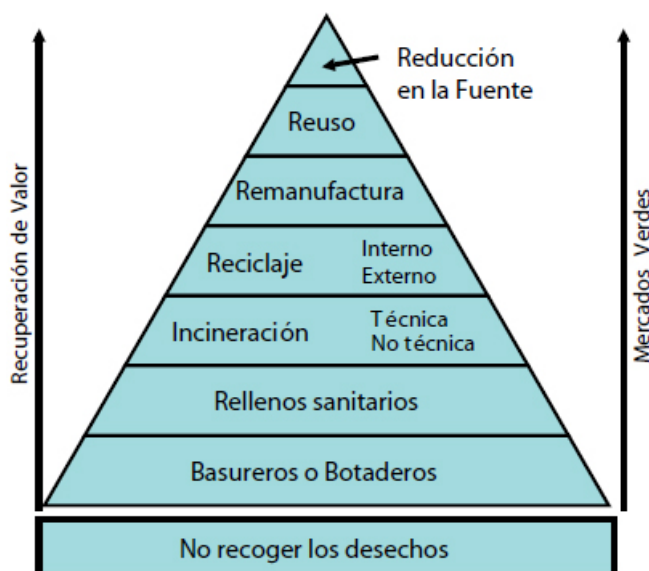 Reducción
en la Fuente
Reuso
Remanufactura
Reciclaje
Interno
Externo
Incineración
Técnica
No técnica
Rellenos sanitarios
Basureros o Botaderos
No recoger los desechos
Recuperación de Valor
Mercados Verdes